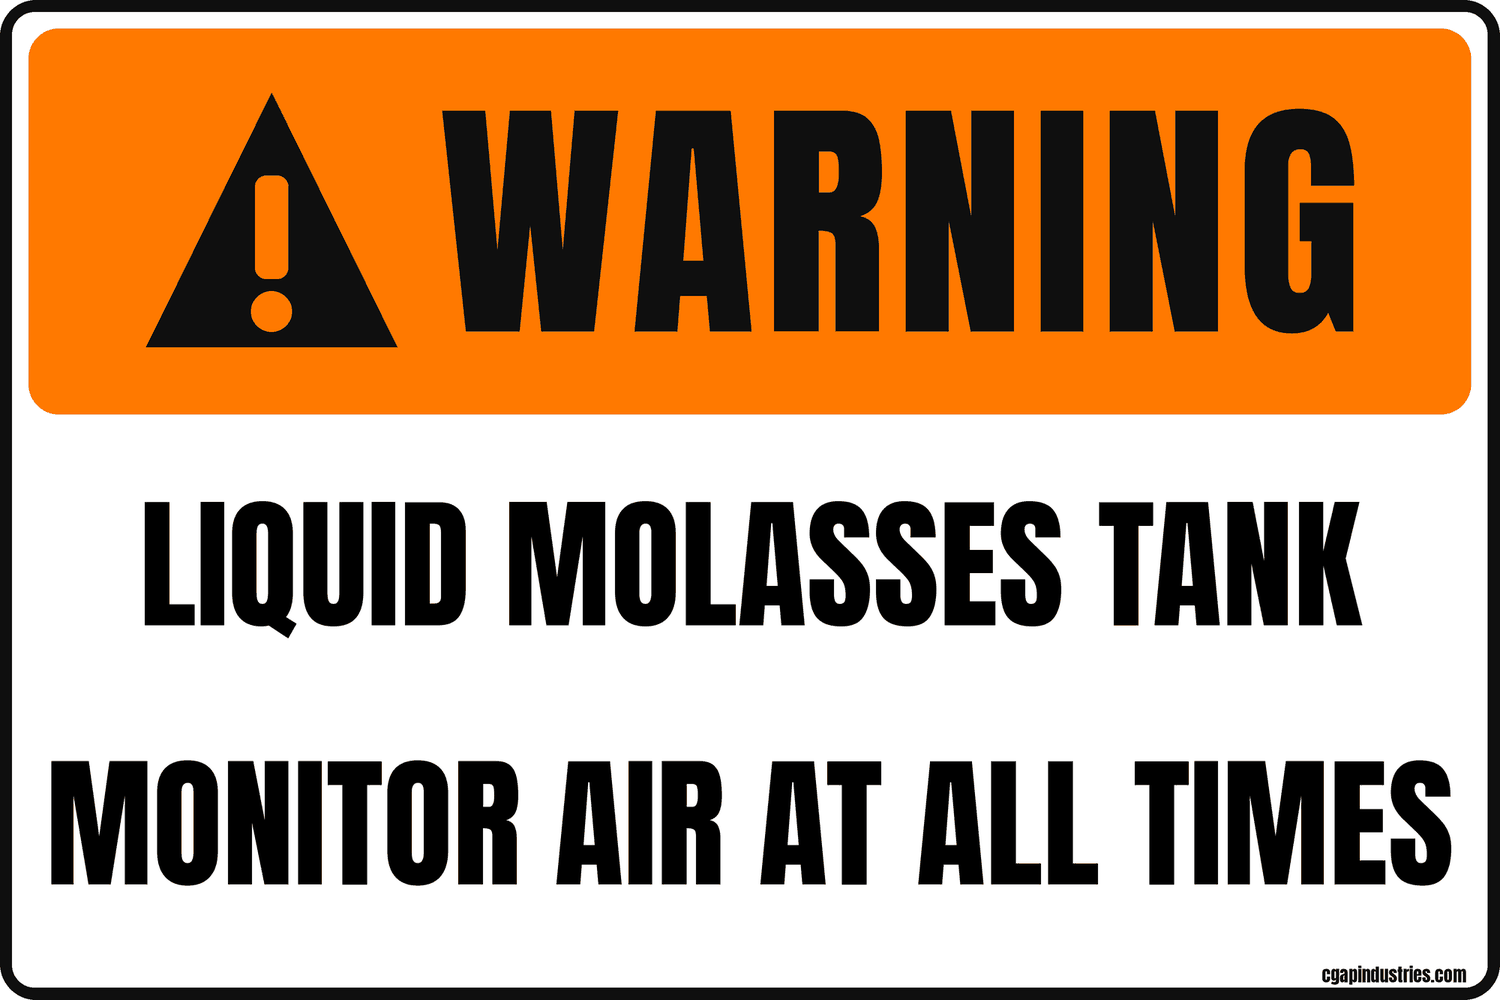 WARNING
LIQUID MOLASSES TANK
MONITOR AIR AT ALL TIMES
cgapindustries.com